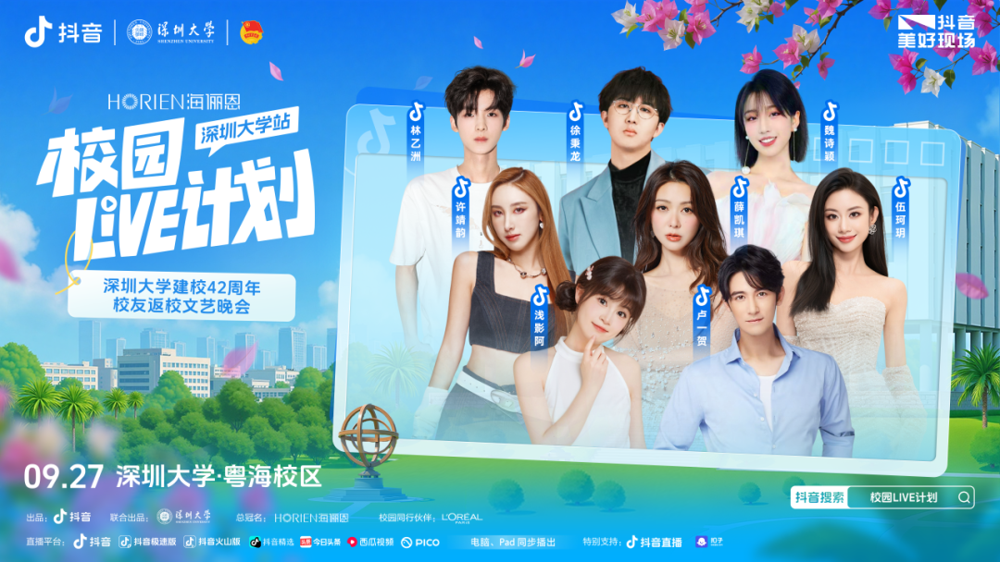 抖音
深圳大学
SHENZHEN UNIVERSITY
抖音
美好现场
HORIEN海俪恩
深圳大学站
校园
LIVE计划
深圳大学建校42周年
校友返校文艺晚会
林乙洲
徐秉龙
魏诗颖
许靖韵
薛凯琪
伍珂玥
浅影阿
卢一贺
09.27 深圳大学·粤海校区
抖音搜索 校园LIVE计划
出品： 抖音 联合出品： 深圳大学 总冠名： HORIEN海俪恩 校园同行伙伴： L'ORÉAL PARIS
直播平台： 抖音 抖音极速版 抖音火山版 抖音精选 头条 今日头条 西瓜视频 PICO 电脑、Pad 同步播出 特别支持： 抖音直播 扣子